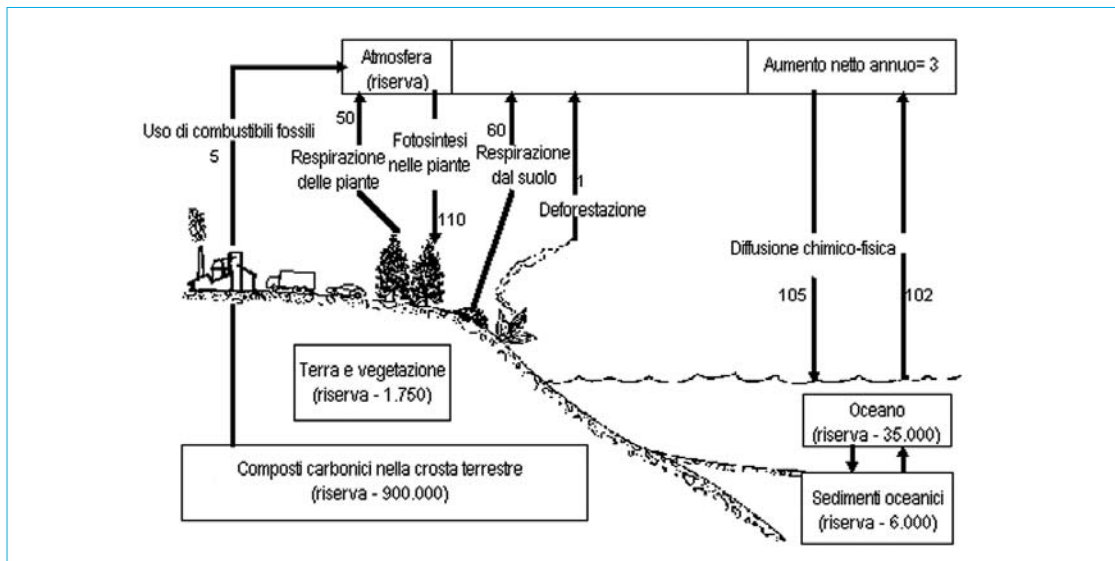 Atmosfera
(riserva)
Aumento netto annuo= 3
Uso di combustibili fossili
5
50
Respirazione
delle piante
Fotosintesi
nelle piante
110
60
Respirazione
dal suolo
1
Deforestazione
Diffusione chimico-fisica
105
102
Terra e vegetazione
(riserva - 1.750)
Oceano
(riserva - 35.000)
Composti carbonici nella crosta terrestre
(riserva - 900.000)
Sedimenti oceanici
(riserva - 6.000)